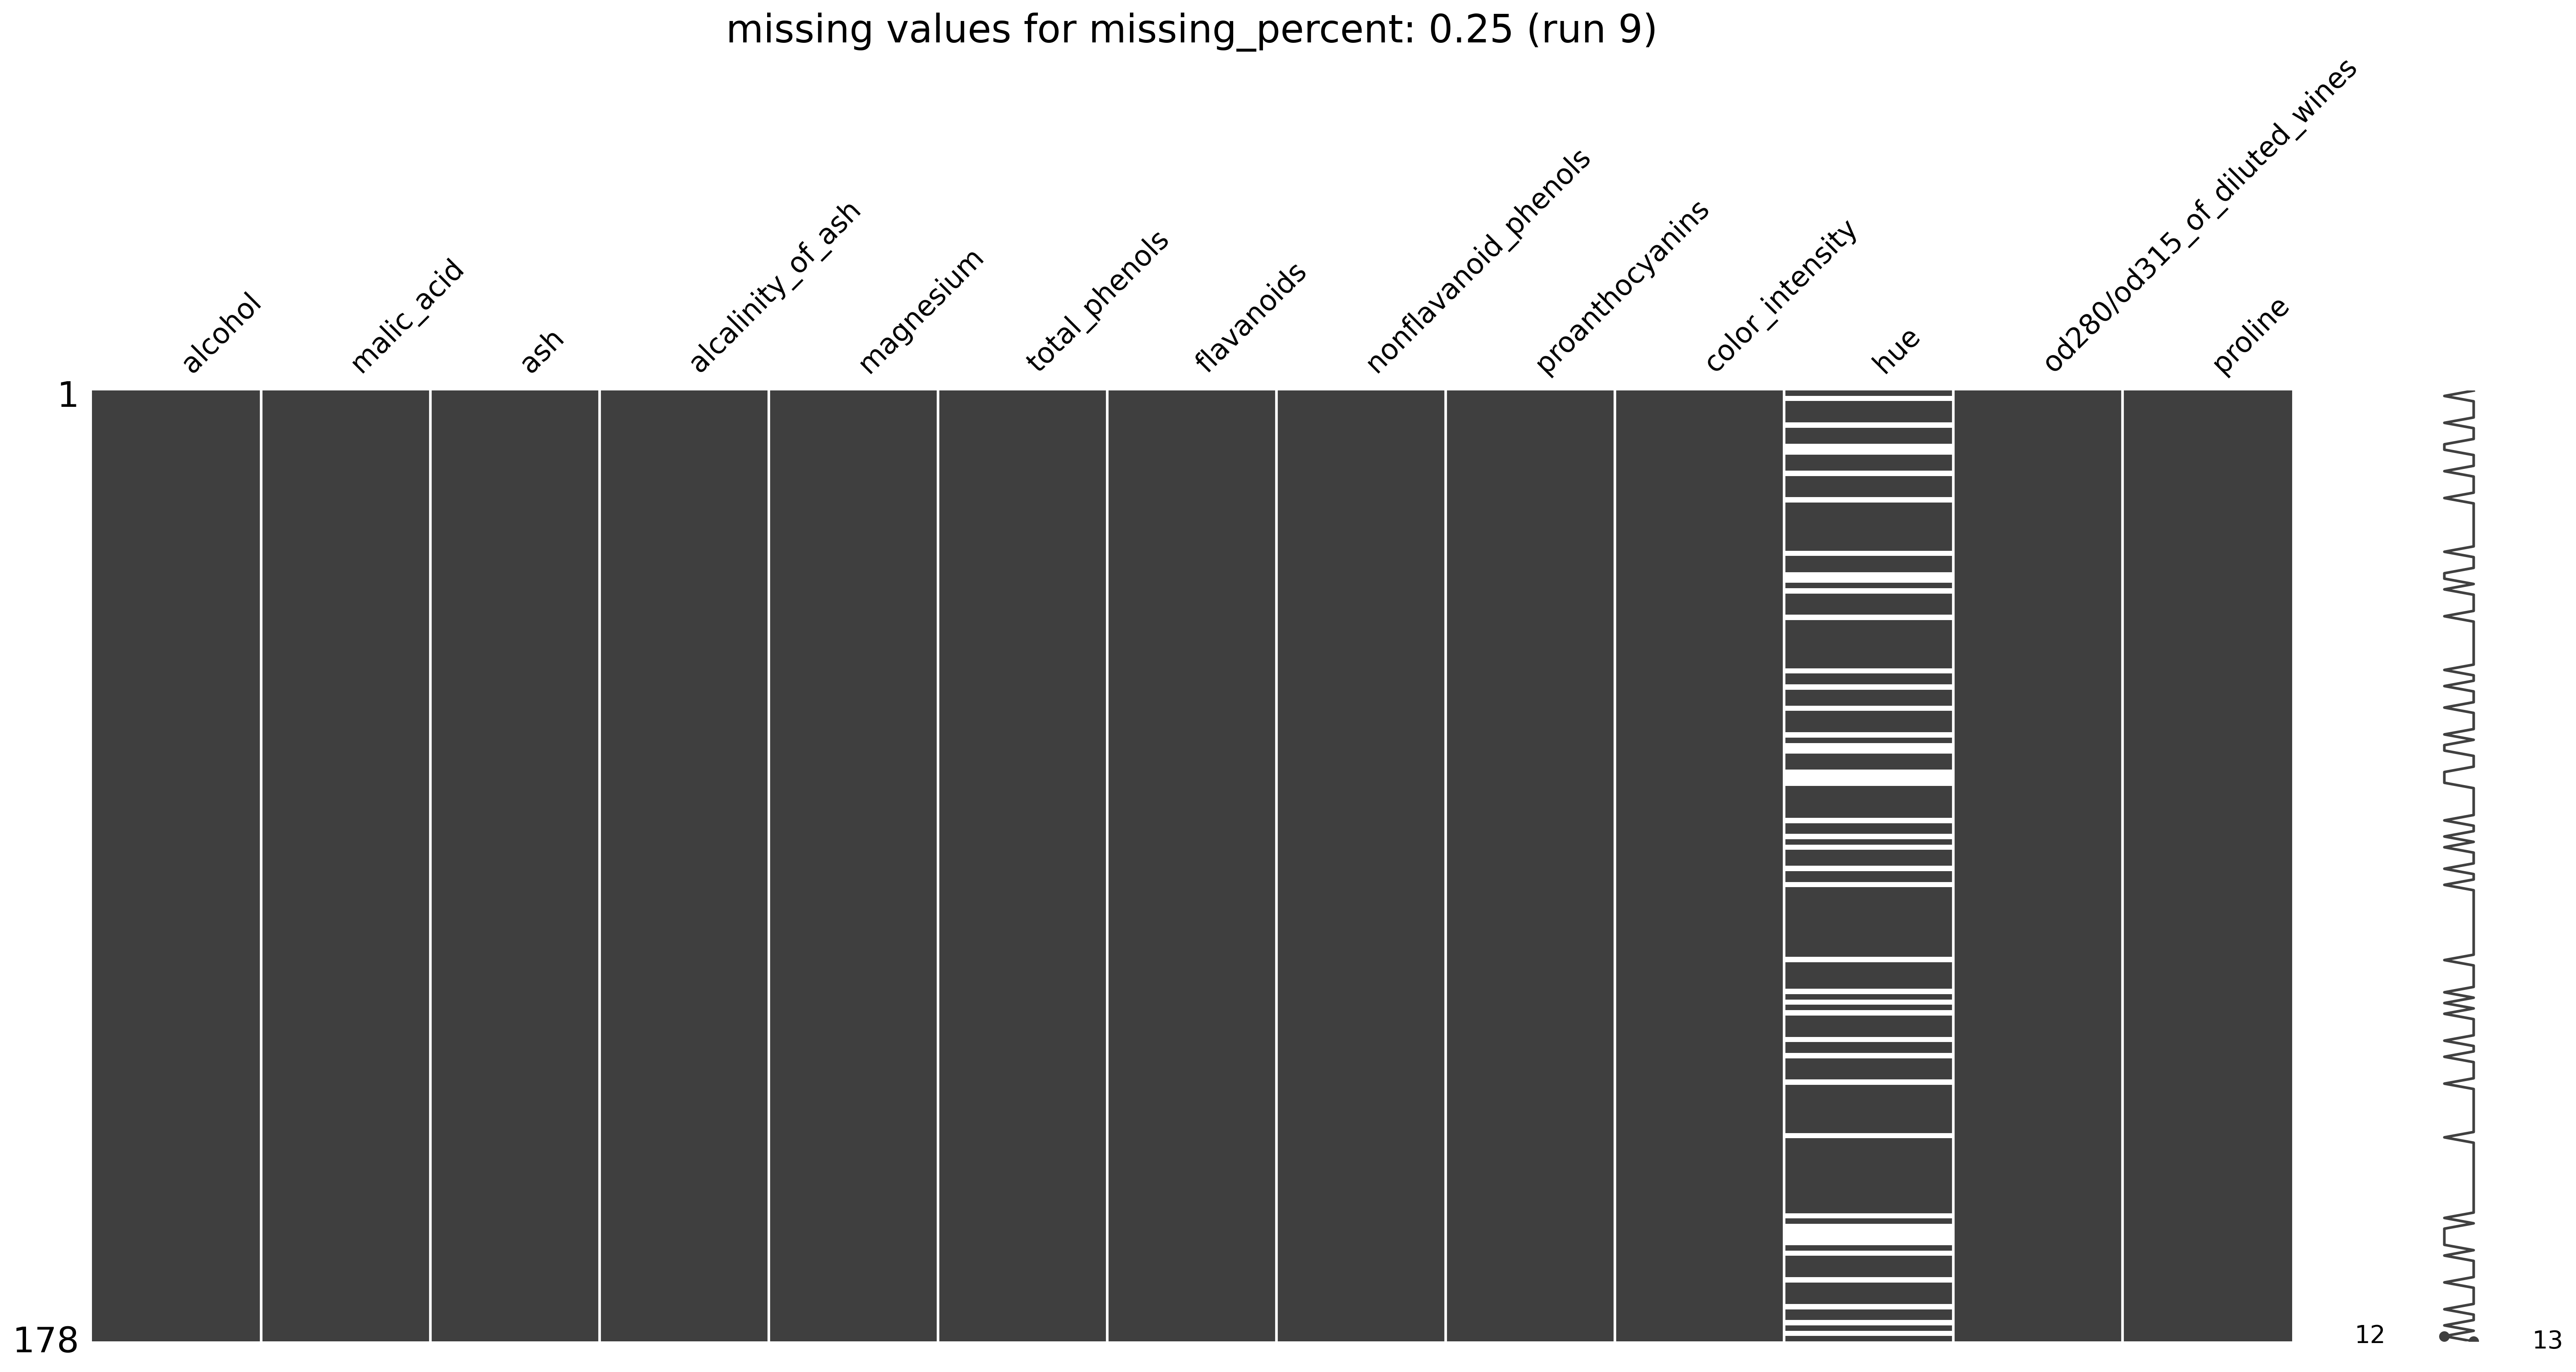 missing values for missing_percent: 0.25 (run 9)
alcohol
malic_acid
ash
alcalinity_of_ash
magnesium
total_phenols
flavanoids
nonflavanoid_phenols
proanthocyanins
color_intensity
hue
od280/od315_of_diluted_wines
proline
1
178
12
13